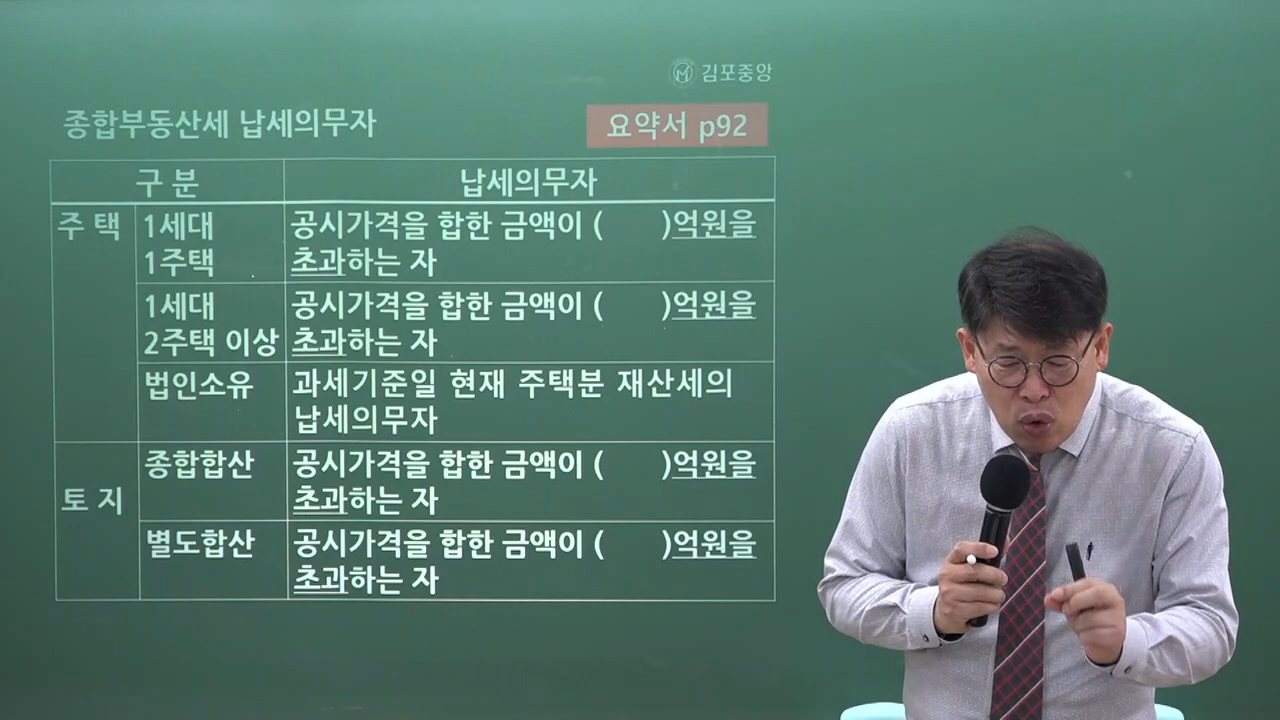 김포중앙
종합부동산세 납세의무자
요약서 p92
구 분
납세의무자
주 택
1세대
1주택
공시가격을 합한 금액이 ( )억원을
초과하는 자
1세대
2주택 이상
공시가격을 합한 금액이 ( )억원을
초과하는 자
법인소유
과세기준일 현재 주택분 재산세의
납세의무자
토 지
종합합산
공시가격을 합한 금액이 ( )억원을
초과하는 자
별도합산
공시가격을 합한 금액이 ( )억원을
초과하는 자